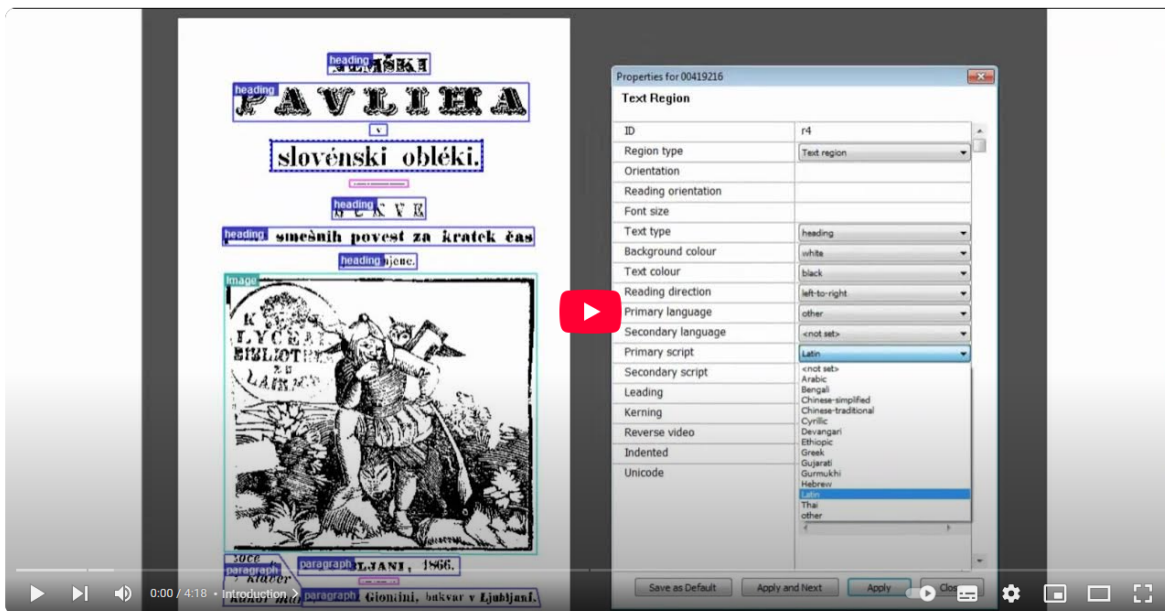 heading
heading PAVLIHA
v
slovénski obléki.
heading
heading smešnih povest za kratek čas
heading
Image
K
LYCEAL
BIBLIOTHEK
ZU
LAIBACH
paragraph
paragraph
1866.
paragraph Giontini, bukvar v Ljubljani.
Properties for 00419216
Text Region
ID r4
Region type Text region
Orientation
Reading orientation
Font size
Text type heading
Background colour white
Text colour black
Reading direction left-to-right
Primary language other
Secondary language <not set>
Primary script Latin
Secondary script
Leading
Kerning
Reverse video
Indented
Unicode
<not set>
Arabic
Bengali
Chinese-simplified
Chinese-traditional
Cyrillic
Devangari
Ethiopic
Greek
Gujarati
Gurmukhi
Hebrew
Latin
Thai
other
Save as Default Apply and Next Apply
0:00 / 4:18 • Introduction